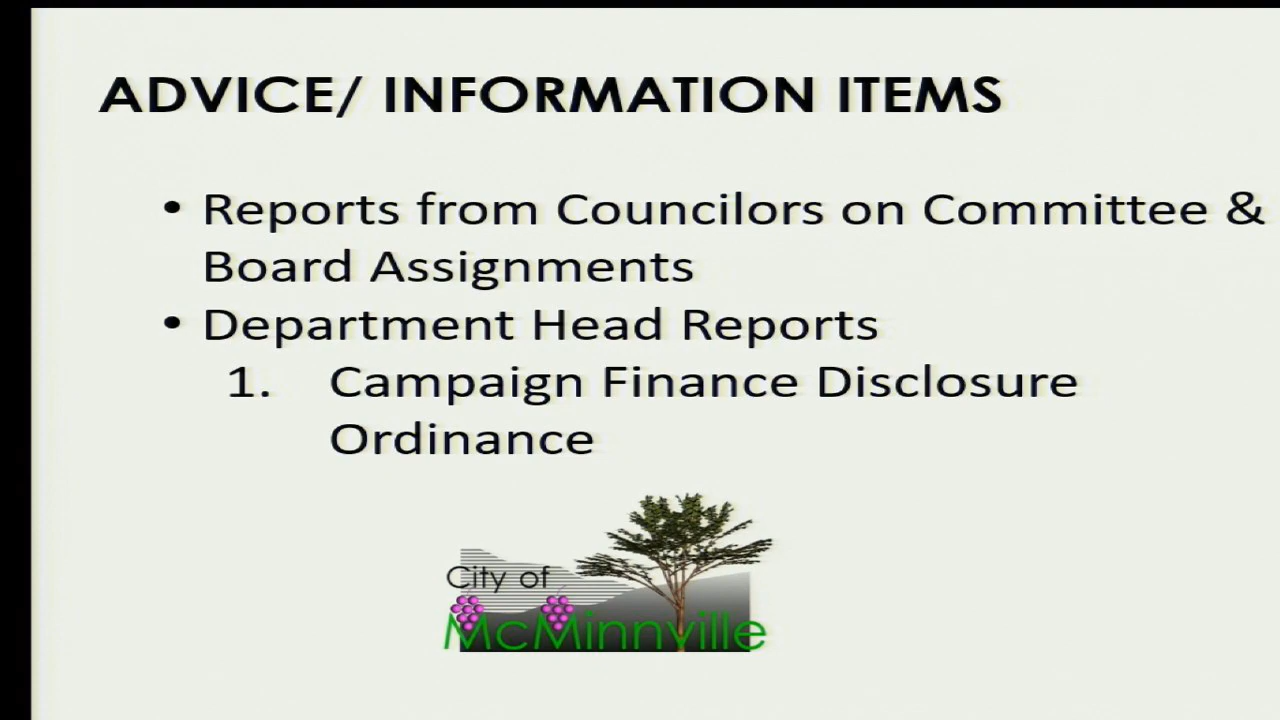 ADVICE/ INFORMATION ITEMS
• Reports from Councilors on Committee &
Board Assignments
• Department Head Reports
1. Campaign Finance Disclosure
Ordinance
City of
McMinnville